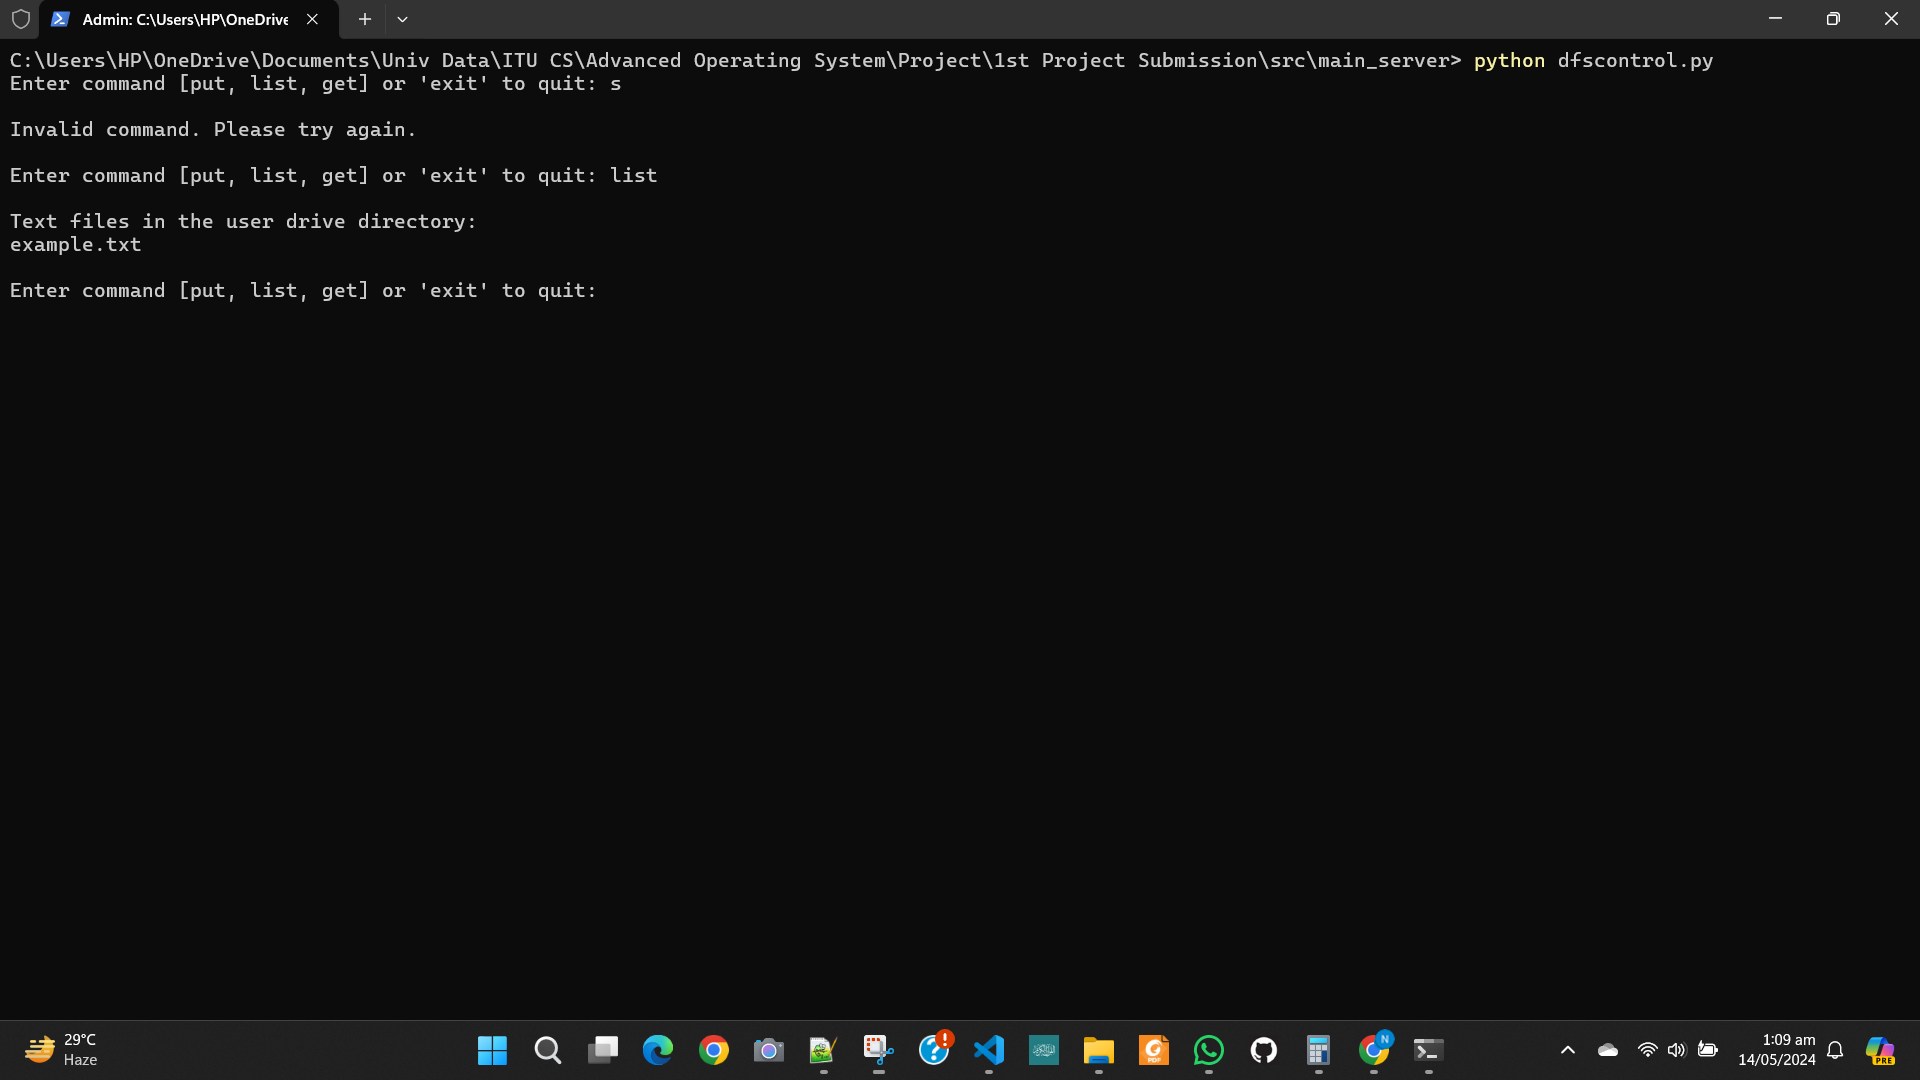 Admin: C:\Users\HP\OneDrive
C:\Users\HP\OneDrive\Documents\Univ Data\ITU CS\Advanced Operating System\Project\1st Project Submission\src\main_server> python dfscontrol.py
Enter command [put, list, get] or 'exit' to quit: s
Invalid command. Please try again.
Enter command [put, list, get] or 'exit' to quit: list
Text files in the user drive directory:
example.txt
Enter command [put, list, get] or 'exit' to quit:
29°C
Haze
PDF
N
1:09 am
14/05/2024
PRE